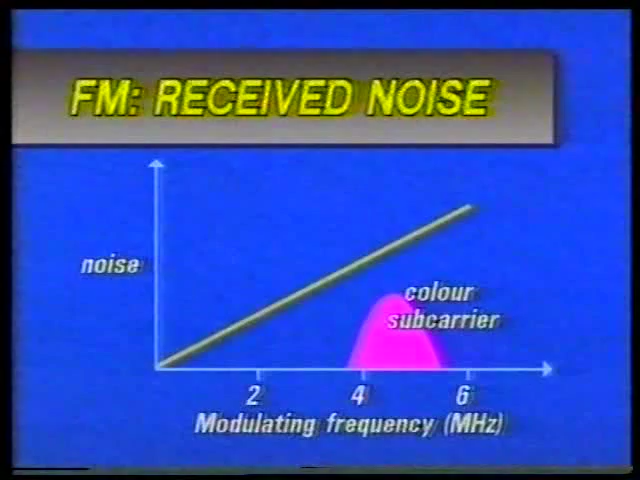 FM: RECEIVED NOISE
noise
colour
subcarrier
2 4 6
Modulating frequency (MHz)